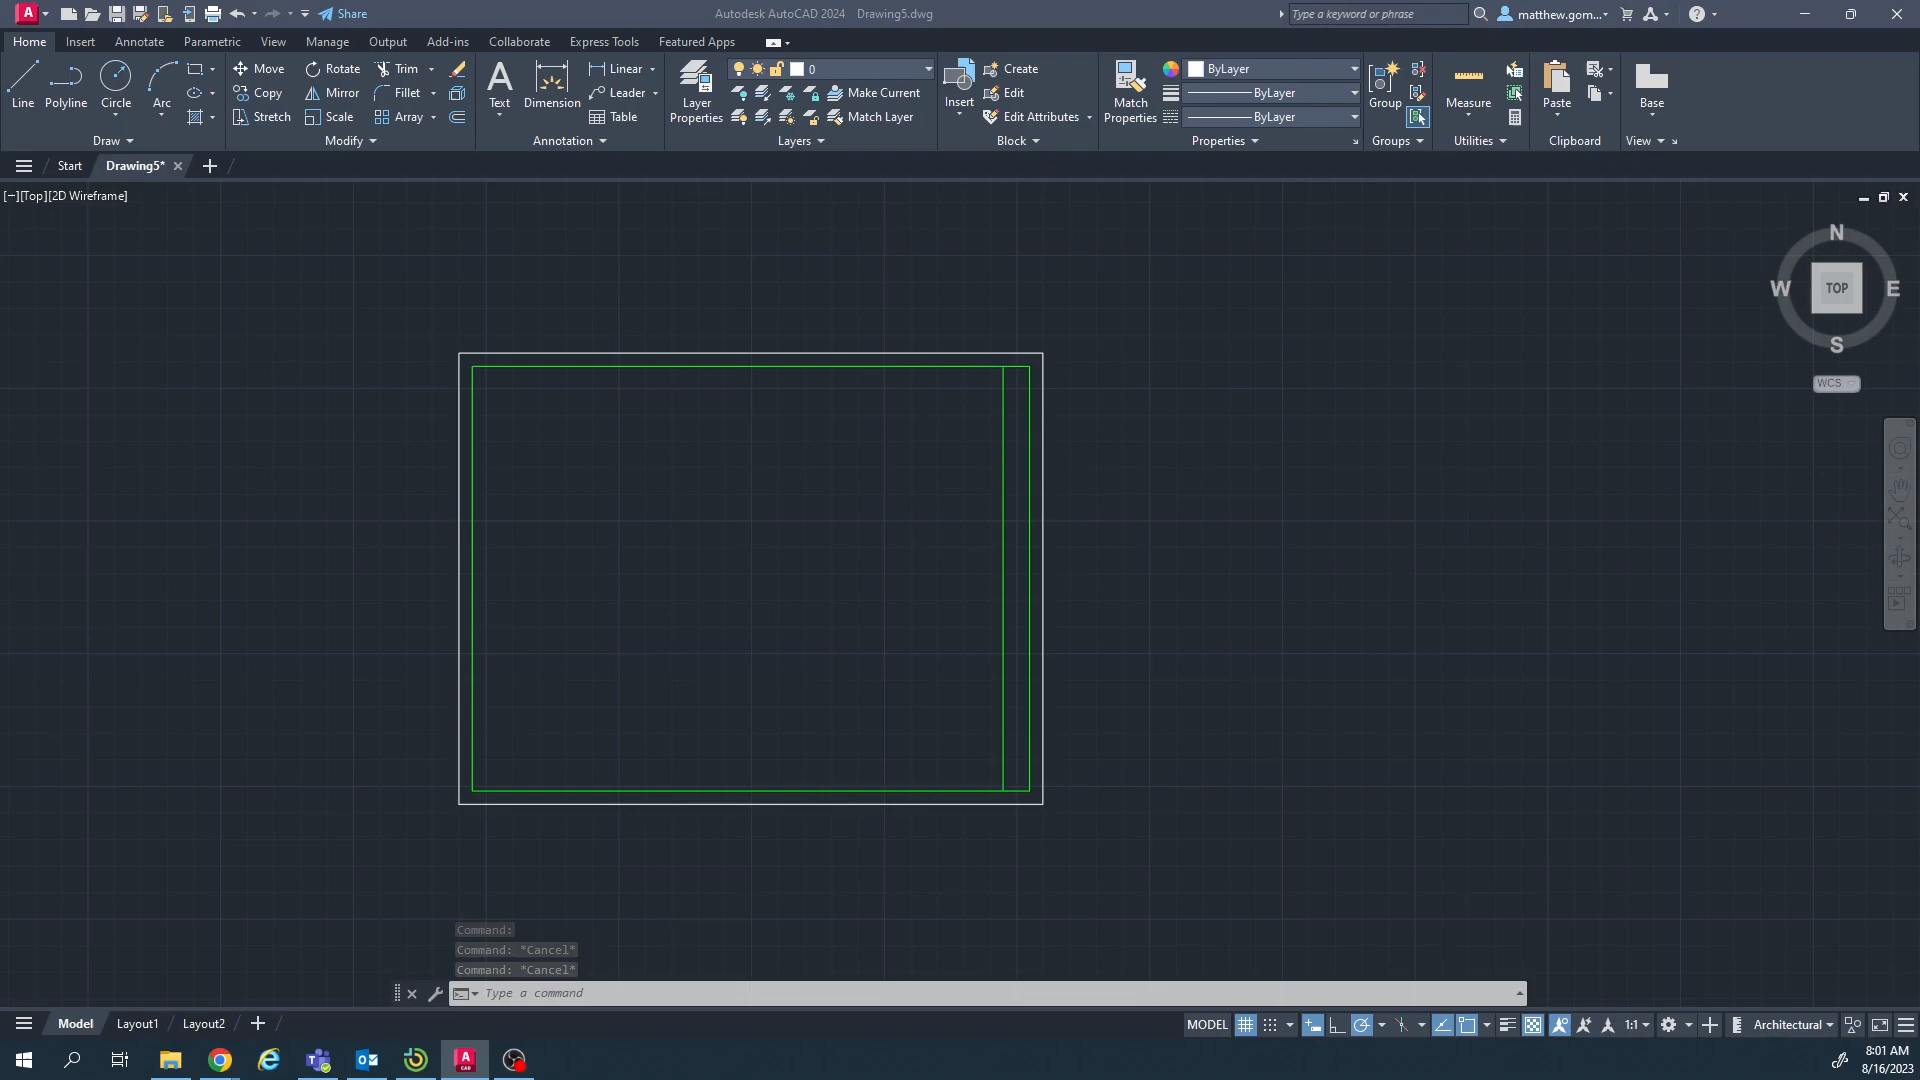 Share
Autodesk AutoCAD 2024 Drawing5.dwg
Type a keyword or phrase
matthew.gom...
Home Insert Annotate Parametric View Manage Output Add-ins Collaborate Express Tools Featured Apps
Line Polyline Circle Arc
Draw
Move Rotate Trim
Copy Mirror Fillet
Stretch Scale Array
Modify
Text Dimension
Linear
Leader
Table
Annotation
Layer Properties
0
Make Current
Match Layer
Layers
Insert
Create
Edit
Edit Attributes
Block
Match Properties
ByLayer
ByLayer
ByLayer
Properties
Group
Groups
Measure
Utilities
Paste
Clipboard
Base
View
Start Drawing5*
[−][Top][2D Wireframe]
N
W TOP E
S
WCS
Command:
Command: *Cancel*
Command: *Cancel*
Type a command
Model Layout1 Layout2
MODEL 1:1 Architectural
8:01 AM
8/16/2023